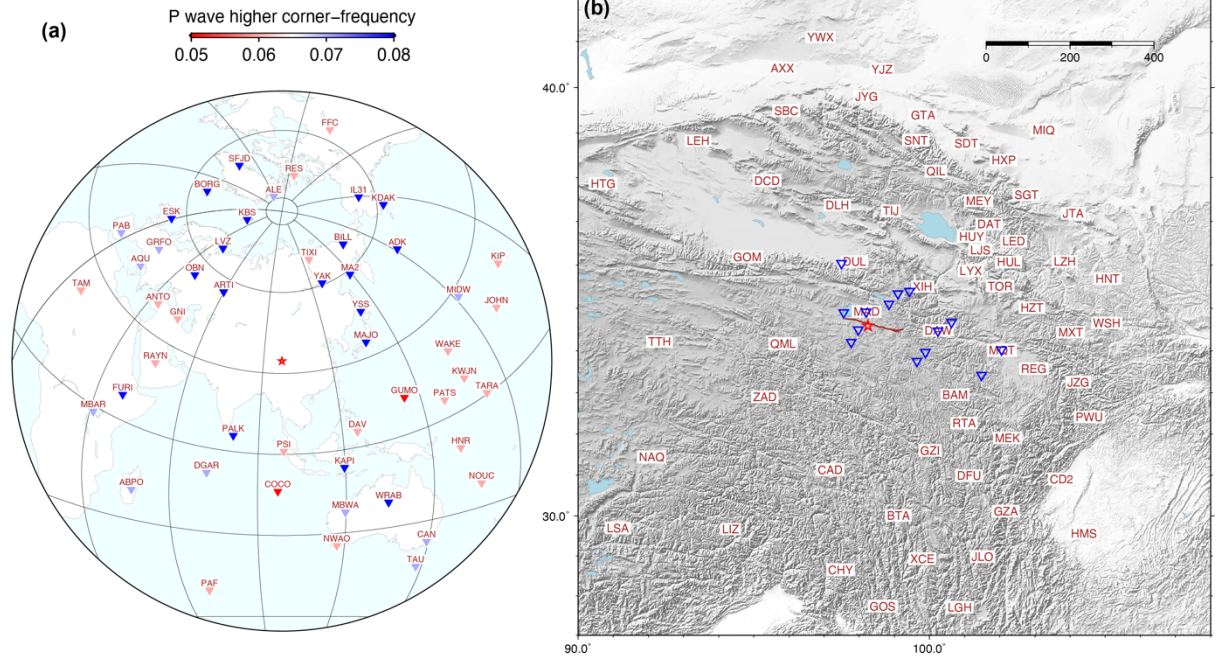 (a)
P wave higher corner−frequency
0.05 0.06 0.07 0.08
FFC
SFJD
RES
BORG
ALE
IL31
KDAK
ESK
KBS
PAB
GRFO
LVZ
BILL
ADK
AQU
OBN
TIXI
MA2
KIP
TAM
ARTI
YAK
MIDW
ANTO
GNI
YSS
JOHN
MAJO
RAYN
WAKE
FURI
KWJN
MBAR
GUMO
PATS
TARA
PALK
DAV
PSI
HNR
DGAR
KAPI
ABPO
COCO
NOUC
MBWA
WRAB
NWAO
CAN
TAU
PAF
(b)
YWX
0 200 400
AXX
YJZ
40.0°
JYG
SBC
GTA
MIQ
LEH
SNT
SDT
HXP
QIL
HTG
DCD
SGT
DLH
TIJ
MEY
JTA
DAT
HUY
LED
LJS
GOM
DUL
HUL
LZH
LYX
HNT
XIH
TOR
HZT
MAD
WSH
DAW
MXT
TTH
QML
MQT
REG
JZG
ZAD
BAM
PWU
RTA
MEK
GZI
NAQ
CAD
DFU
CD2
30.0°
LSA
LIZ
BTA
GZA
HMS
CHY
XCE
JLO
GOS
LGH
90.0°
100.0°